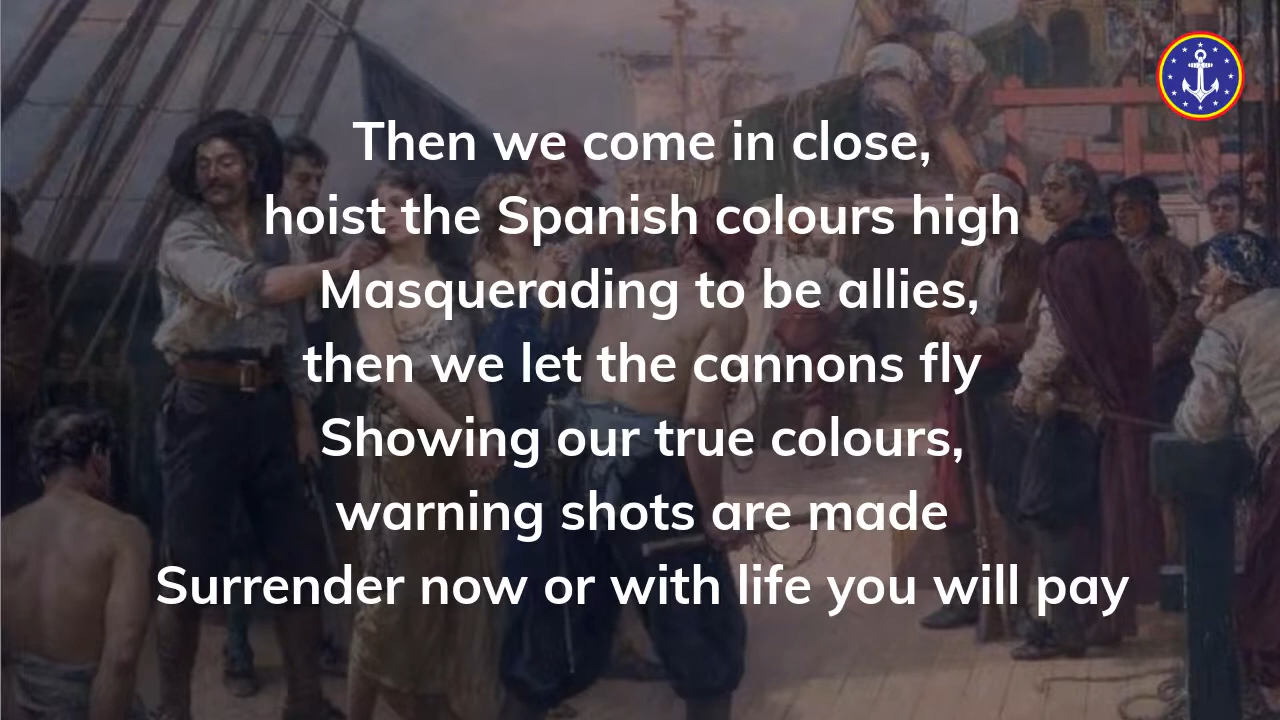 Then we come in close,
hoist the Spanish colours high
Masquerading to be allies,
then we let the cannons fly
Showing our true colours,
warning shots are made
Surrender now or with life you will pay